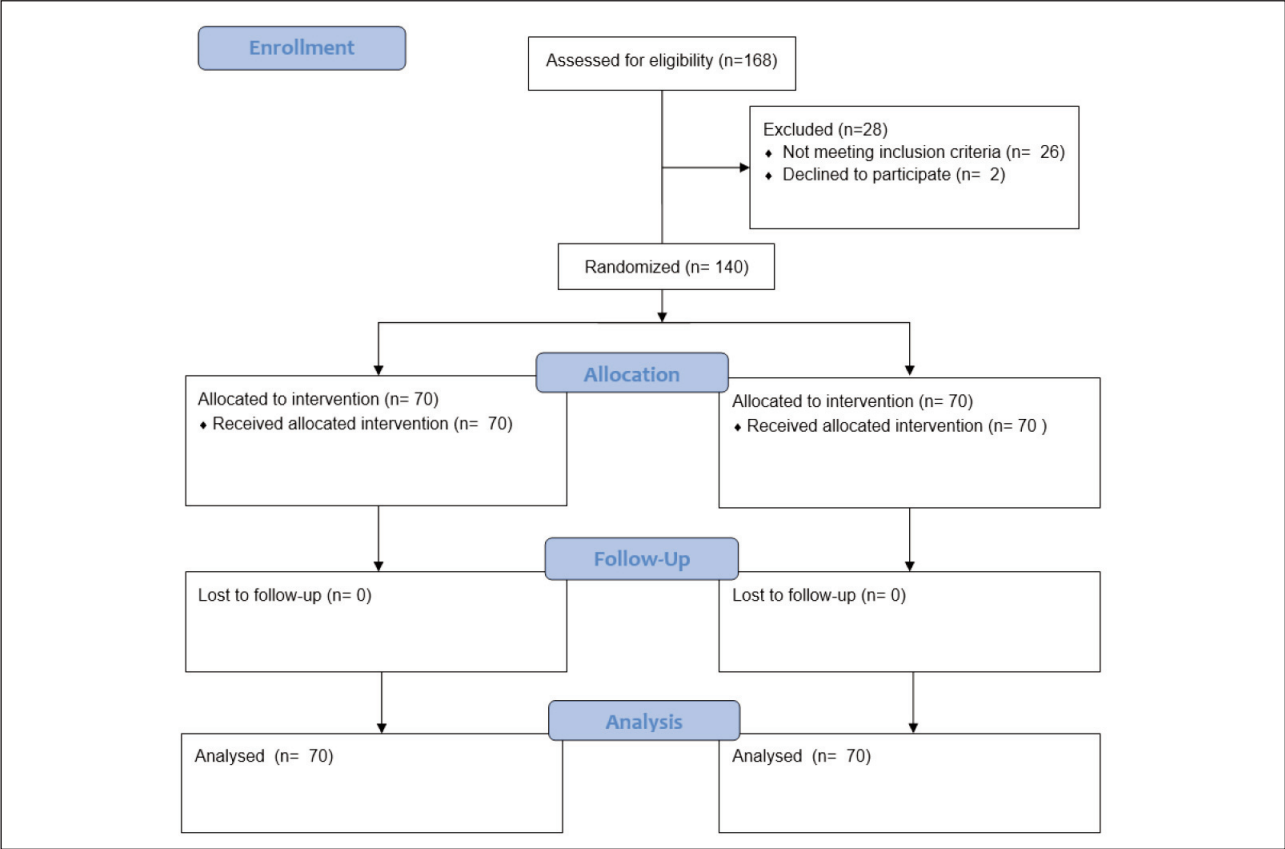 Enrollment
Assessed for eligibility (n=168)
Excluded (n=28)
♦ Not meeting inclusion criteria (n= 26)
♦ Declined to participate (n= 2)
Randomized (n= 140)
Allocation
Allocated to intervention (n= 70)
♦ Received allocated intervention (n= 70)
Allocated to intervention (n= 70)
♦ Received allocated intervention (n= 70 )
Follow-Up
Lost to follow-up (n= 0)
Lost to follow-up (n= 0)
Analysis
Analysed (n= 70)
Analysed (n= 70)